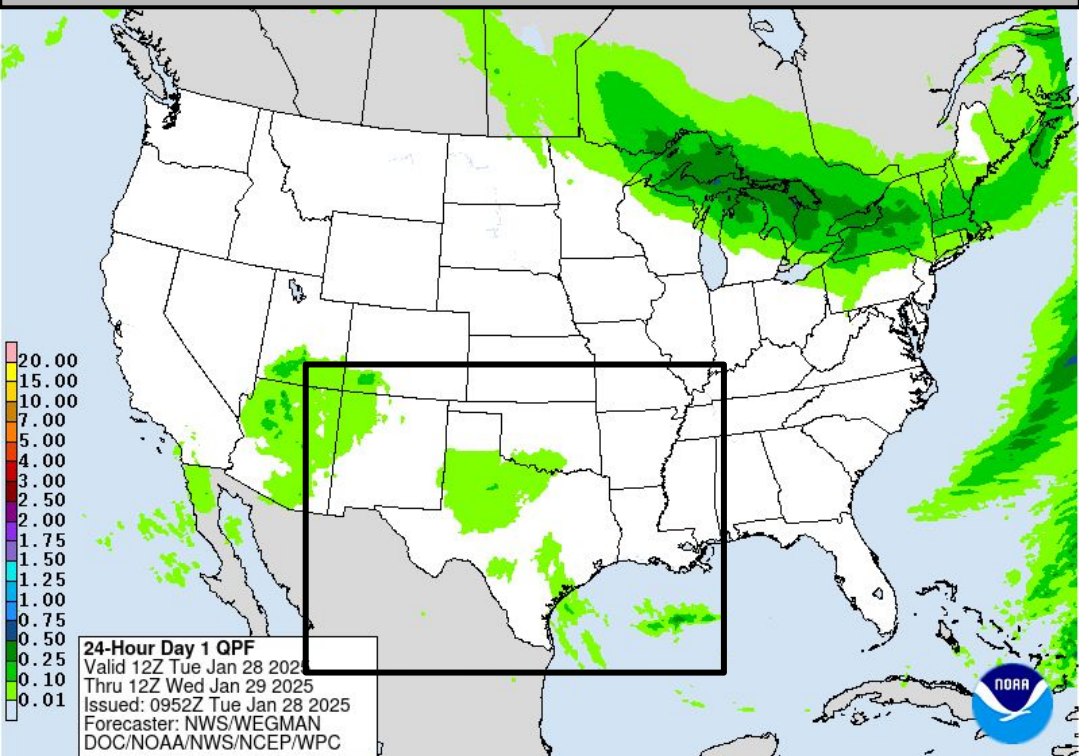 20.00
15.00
10.00
7.00
5.00
4.00
3.00
2.50
2.00
1.75
1.50
1.25
1.00
0.75
0.50
0.25
0.10
0.01
24-Hour Day 1 QPF
Valid 12Z Tue Jan 28 2025
Thru 12Z Wed Jan 29 2025
Issued: 0952Z Tue Jan 28 2025
Forecaster: NWS/WEGMAN
DOC/NOAA/NWS/NCEP/WPC
NOAA